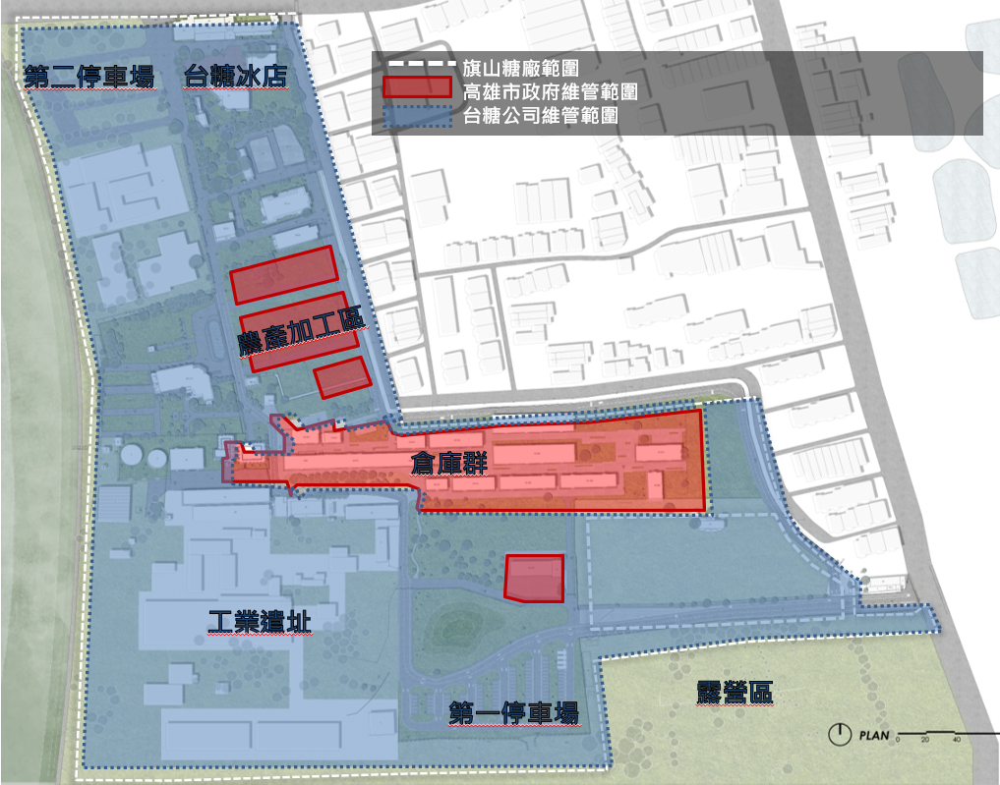 旗山糖廠範圍
高雄市政府維管範圍
台糖公司維管範圍
第二停車場
台糖冰店
農產加工區
倉庫群
工業遺址
第一停車場
露營區
PLAN 0 20 40